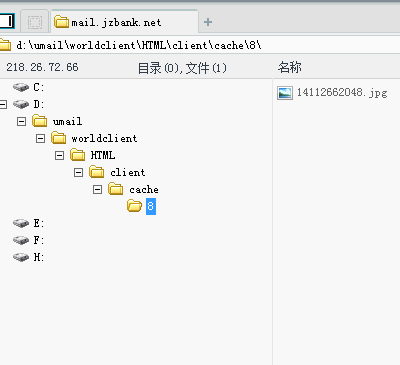 mail.jzbank.net
d:\umail\worldclient\HTML\client\cache\8\
218.26.72.66 目录(0),文件(1) 名称
C:
14112662048.jpg
D:
umail
worldclient
HTML
client
cache
8
E:
F:
H: